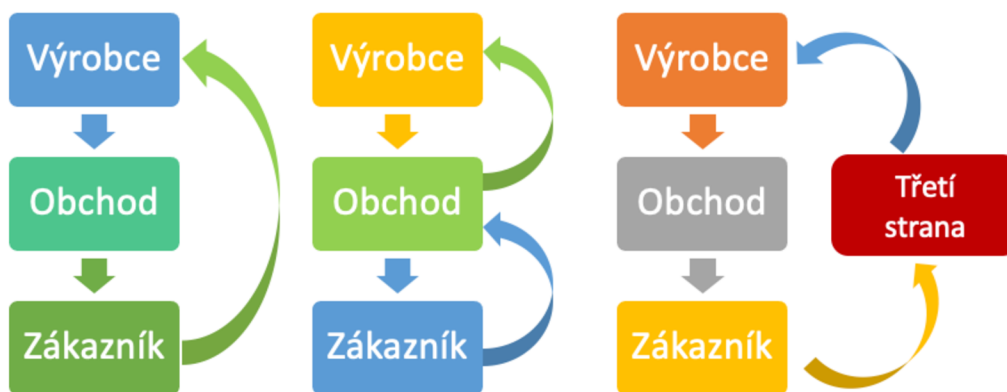 Výrobce
Obchod
Zákazník
Výrobce
Obchod
Zákazník
Výrobce
Obchod
Zákazník
Třetí
strana